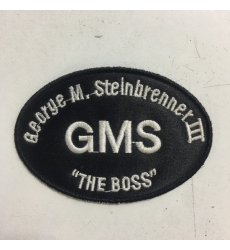 George M. Steinbrenner III
GMS
"THE BOSS"